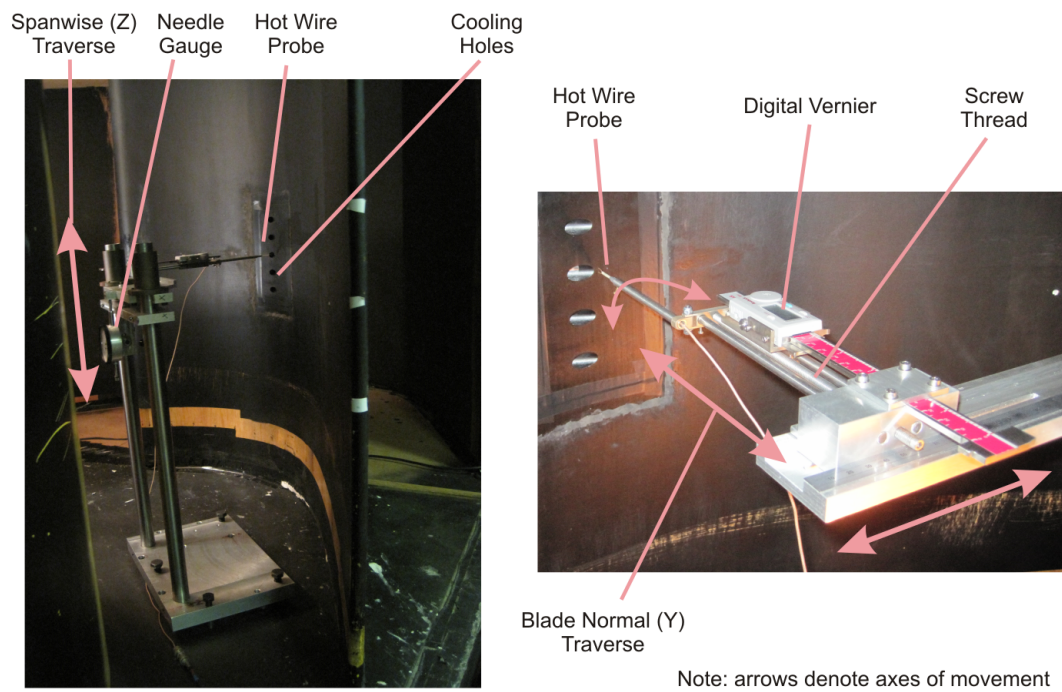 Spanwise (Z)
Traverse
Needle
Gauge
Hot Wire
Probe
Cooling
Holes
Hot Wire
Probe
Digital Vernier
Screw
Thread
Blade Normal (Y)
Traverse
Note: arrows denote axes of movement